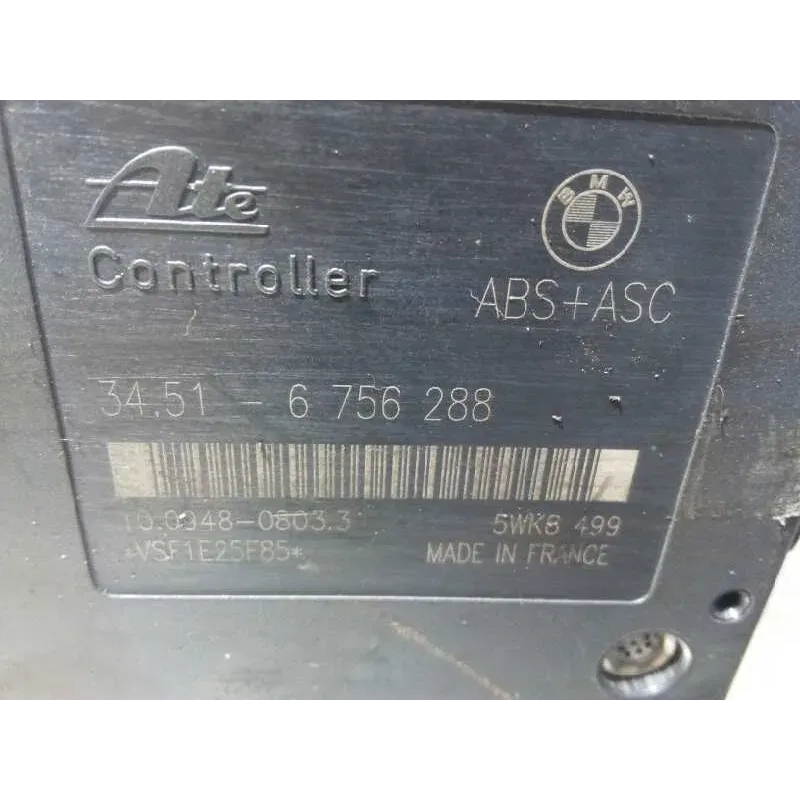 Ate
BMW
Controller
ABS+ASC
34.51 - 6 756 288
10.0948-0803.3
5WK8 499
*VSF1E25F85*
MADE IN FRANCE